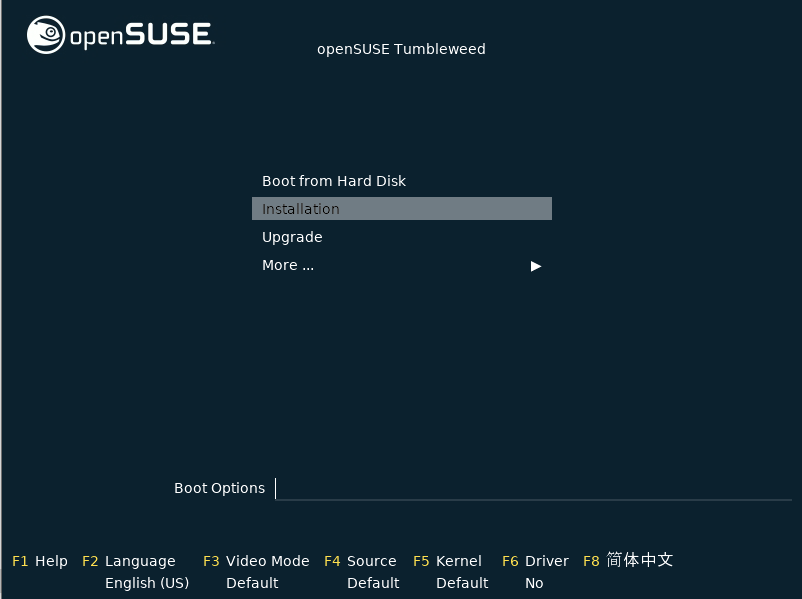 openSUSE
openSUSE Tumbleweed
Boot from Hard Disk
Installation
Upgrade
More ...
Boot Options
F1 Help F2 Language F3 Video Mode F4 Source F5 Kernel F6 Driver F8 简体中文
English (US) Default Default Default No